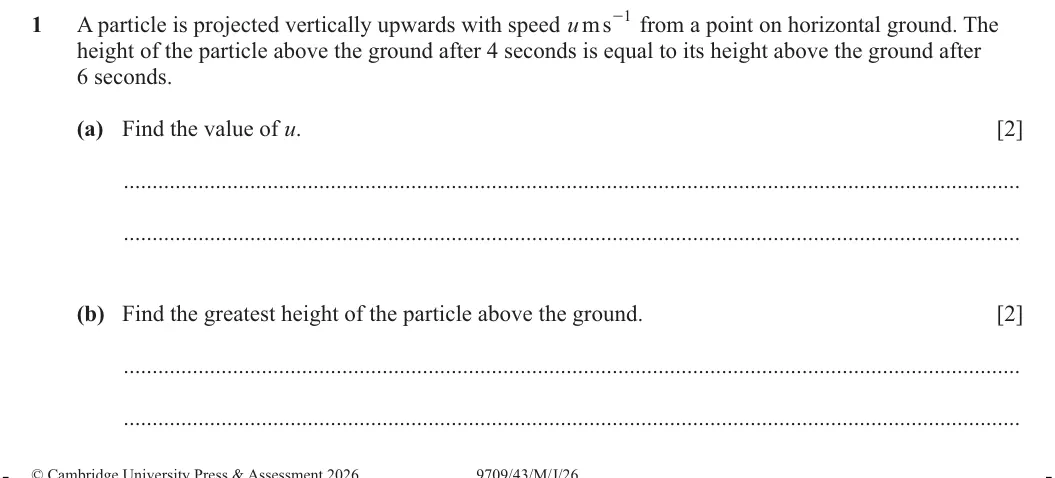 1 A particle is projected vertically upwards with speed u m s⁻¹ from a point on horizontal ground. The
height of the particle above the ground after 4 seconds is equal to its height above the ground after
6 seconds.
(a) Find the value of u. [2]
................................................................................
................................................................................
(b) Find the greatest height of the particle above the ground. [2]
................................................................................
................................................................................
© Cambridge University Press & Assessment 2026 9709/43/M/J/26